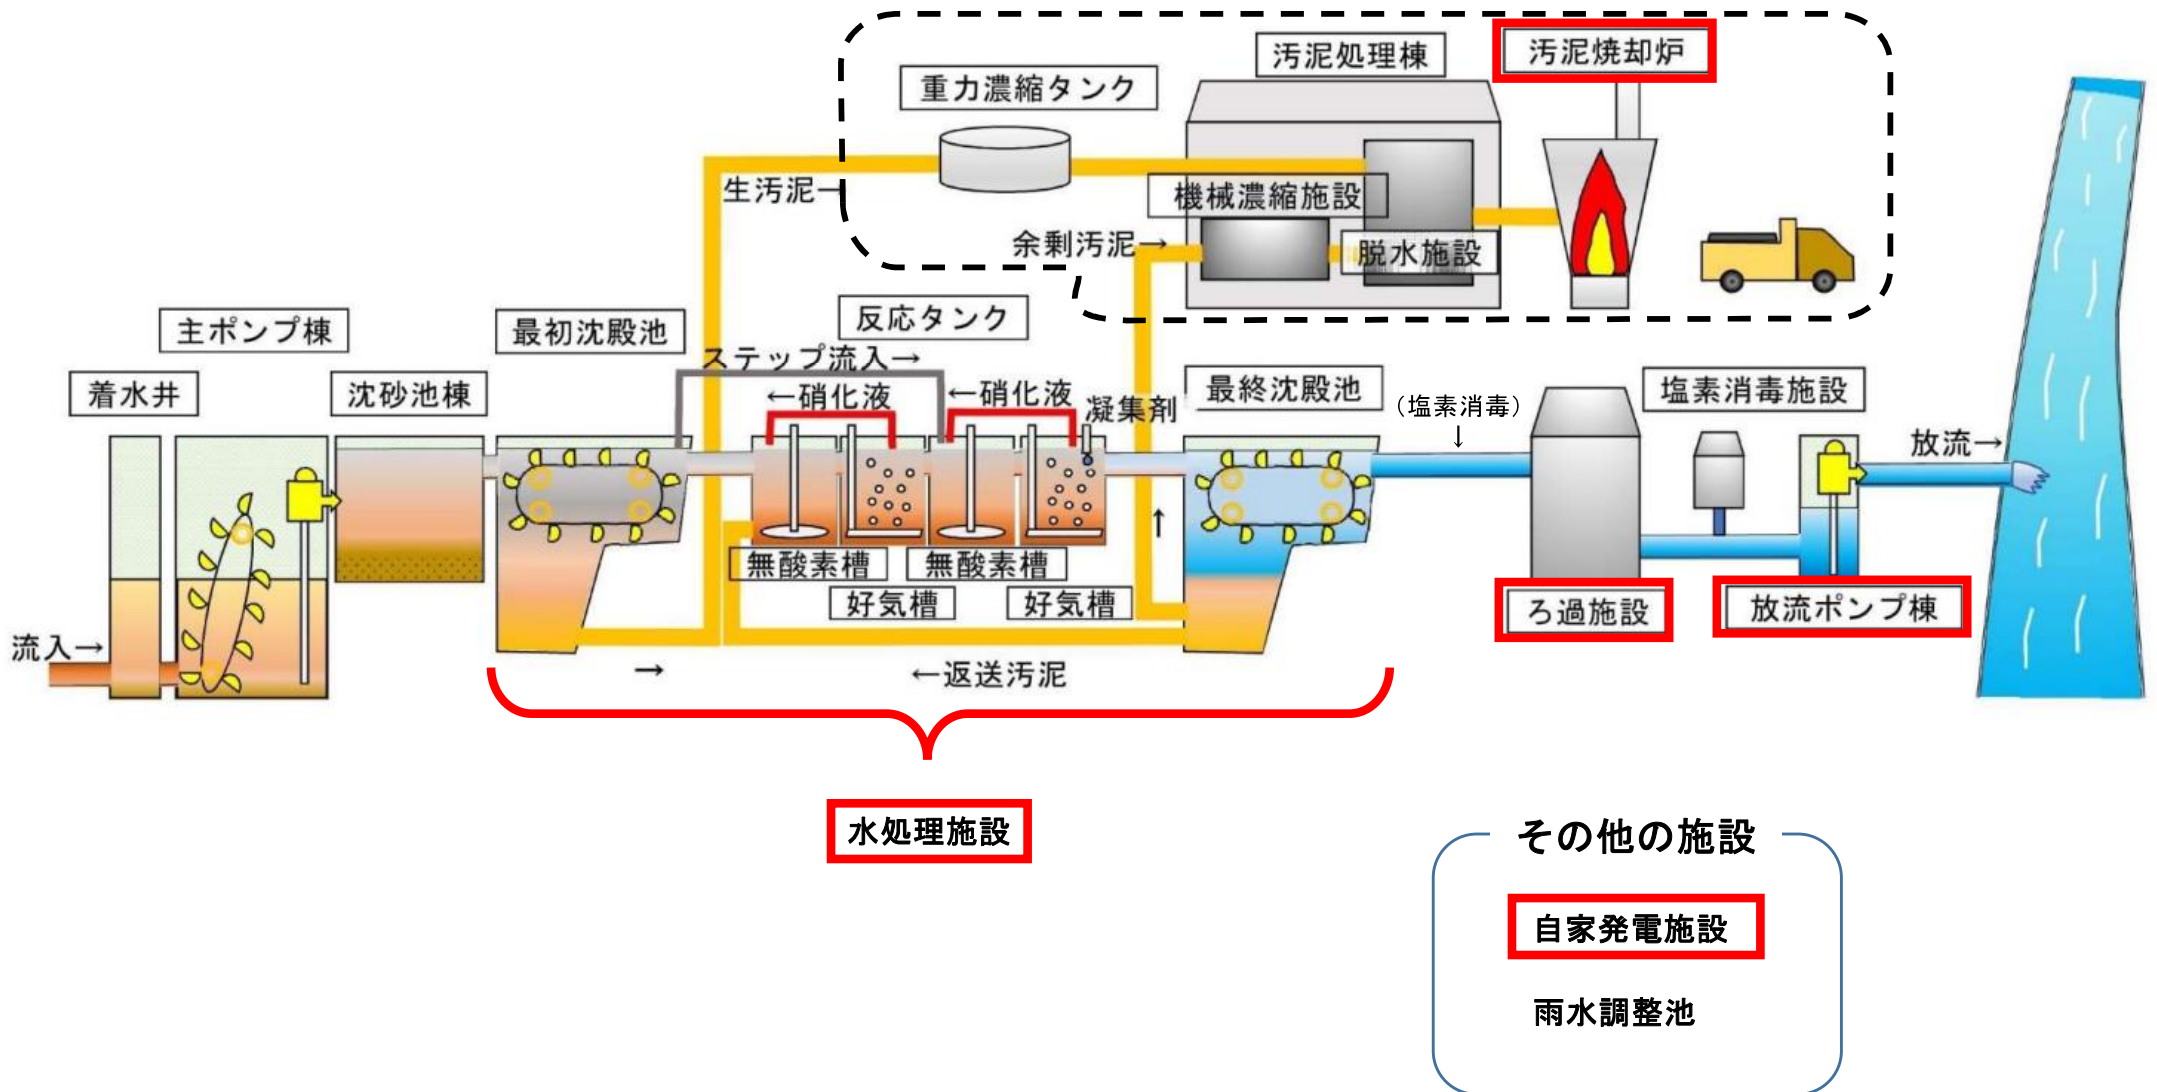 汚泥処理棟
汚泥焼却炉
重力濃縮タンク
生汚泥→
機械濃縮施設
余剰汚泥→
脱水施設
主ポンプ棟
最初沈殿池
反応タンク
ステップ流入→
着水井
沈砂池棟
←硝化液
←硝化液
凝集剤
最終沈殿池
（塩素消毒）
↓
塩素消毒施設
放流→
↑
無酸素槽
無酸素槽
好気槽
好気槽
ろ過施設
放流ポンプ棟
流入→
→
←返送汚泥
水処理施設
その他の施設
自家発電施設
雨水調整池